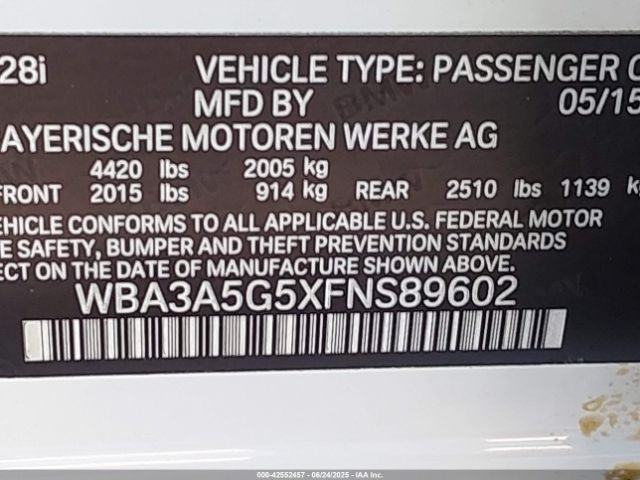 28i VEHICLE TYPE: PASSENGER C
MFD BY 05/15
AYERISCHE MOTOREN WERKE AG
4420 lbs 2005 kg
FRONT 2015 lbs 914 kg REAR 2510 lbs 1139 k
EHICLE CONFORMS TO ALL APPLICABLE U.S. FEDERAL MOTOR
E SAFETY, BUMPER AND THEFT PREVENTION STANDARDS
ECT ON THE DATE OF MANUFACTURE SHOWN ABOVE.
WBA3A5G5XFNS89602
000-42552457 - 06/24/2025 - IAA Inc.